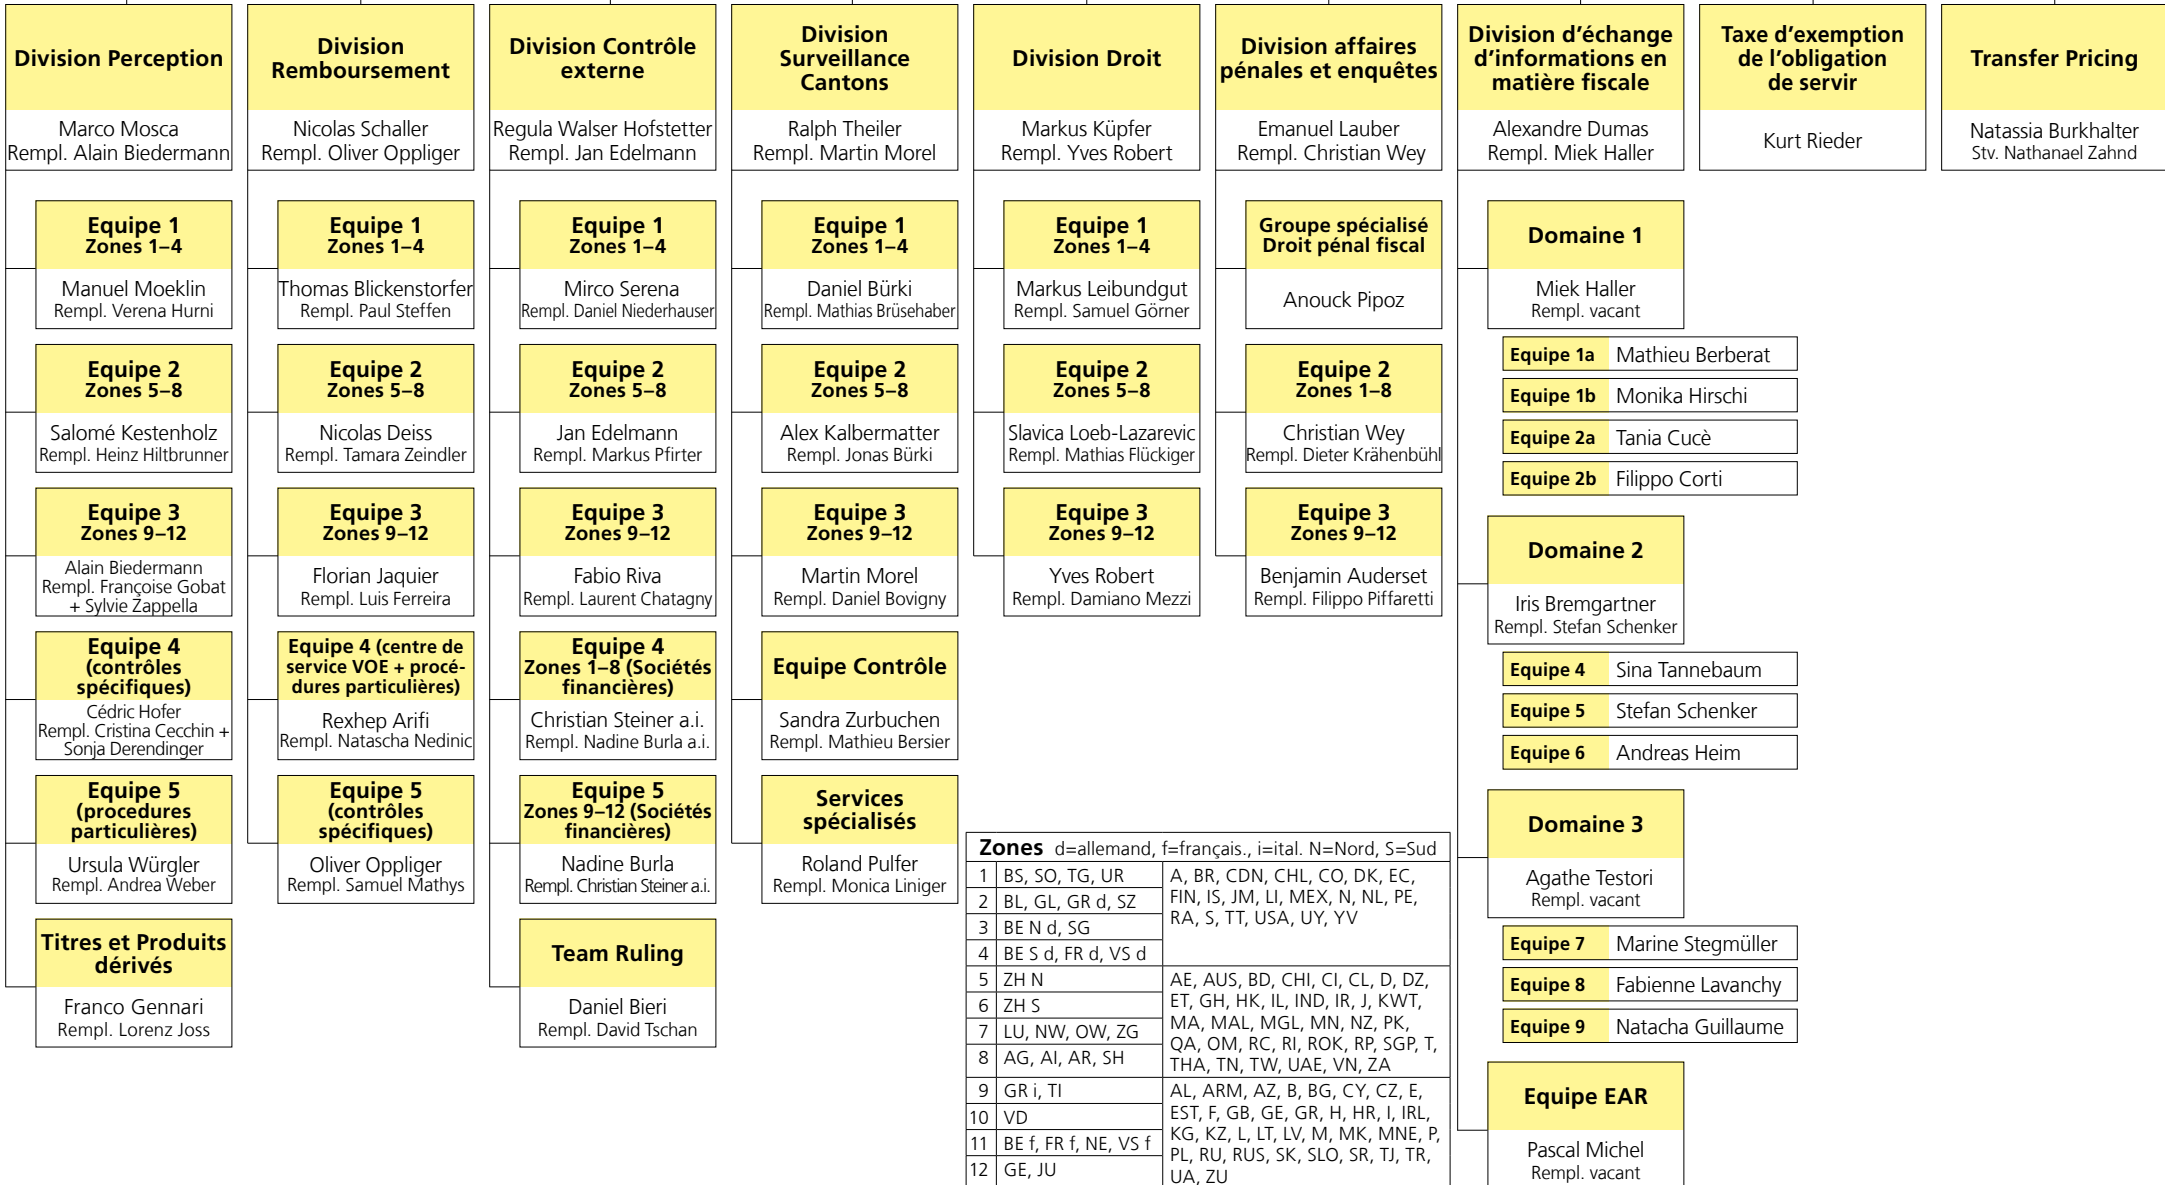 Division Perception
Marco Mosca
Rempl. Alain Biedermann
Equipe 1
Zones 1–4
Manuel Moeklin
Rempl. Verena Hurni
Equipe 2
Zones 5–8
Salomé Kestenholz
Rempl. Heinz Hiltbrunner
Equipe 3
Zones 9–12
Alain Biedermann
Rempl. Françoise Gobat
+ Sylvie Zappella
Equipe 4
(contrôles
spécifiques)
Cédric Hofer
Rempl. Cristina Cecchin +
Sonja Derendinger
Equipe 5
(procedures
particulières)
Ursula Würgler
Rempl. Andrea Weber
Titres et Produits
dérivés
Franco Gennari
Rempl. Lorenz Joss
Division
Remboursement
Nicolas Schaller
Rempl. Oliver Oppliger
Equipe 1
Zones 1–4
Thomas Blickenstorfer
Rempl. Paul Steffen
Equipe 2
Zones 5–8
Nicolas Deiss
Rempl. Tamara Zeindler
Equipe 3
Zones 9–12
Florian Jaquier
Rempl. Luis Ferreira
Equipe 4 (centre de
service VOE + procé-
dures particulières)
Rexhep Arifi
Rempl. Natascha Nedinic
Equipe 5
(contrôles
spécifiques)
Oliver Oppliger
Rempl. Samuel Mathys
Division Contrôle
externe
Regula Walser Hofstetter
Rempl. Jan Edelmann
Equipe 1
Zones 1–4
Mirco Serena
Rempl. Daniel Niederhauser
Equipe 2
Zones 5–8
Jan Edelmann
Rempl. Markus Pfirter
Equipe 3
Zones 9–12
Fabio Riva
Rempl. Laurent Chatagny
Equipe 4
Zones 1–8 (Sociétés
financières)
Christian Steiner a.i.
Rempl. Nadine Burla a.i.
Equipe 5
Zones 9–12 (Sociétés
financières)
Nadine Burla
Rempl. Christian Steiner a.i.
Team Ruling
Daniel Bieri
Rempl. David Tschan
Division
Surveillance
Cantons
Ralph Theiler
Rempl. Martin Morel
Equipe 1
Zones 1–4
Daniel Bürki
Rempl. Mathias Brüsehaber
Equipe 2
Zones 5–8
Alex Kalbermatter
Rempl. Jonas Bürki
Equipe 3
Zones 9–12
Martin Morel
Rempl. Daniel Bovigny
Equipe Contrôle
Sandra Zurbuchen
Rempl. Mathieu Bersier
Services
spécialisés
Roland Pulfer
Rempl. Monica Liniger
Division Droit
Markus Küpfer
Rempl. Yves Robert
Equipe 1
Zones 1–4
Markus Leibundgut
Rempl. Samuel Görner
Equipe 2
Zones 5–8
Slavica Loeb-Lazarevic
Rempl. Mathias Flückiger
Equipe 3
Zones 9–12
Yves Robert
Rempl. Damiano Mezzi
Division affaires
pénales et enquêtes
Emanuel Lauber
Rempl. Christian Wey
Groupe spécialisé
Droit pénal fiscal
Anouck Pipoz
Equipe 2
Zones 1–8
Christian Wey
Rempl. Dieter Krähenbühl
Equipe 3
Zones 9–12
Benjamin Auderset
Rempl. Filippo Piffaretti
Division d'échange
d'informations en
matière fiscale
Alexandre Dumas
Rempl. Miek Haller
Domaine 1
Miek Haller
Rempl. vacant
Equipe 1a Mathieu Berberat
Equipe 1b Monika Hirschi
Equipe 2a Tania Cucè
Equipe 2b Filippo Corti
Domaine 2
Iris Bremgartner
Rempl. Stefan Schenker
Equipe 4 Sina Tannebaum
Equipe 5 Stefan Schenker
Equipe 6 Andreas Heim
Domaine 3
Agathe Testori
Rempl. vacant
Equipe 7 Marine Stegmüller
Equipe 8 Fabienne Lavanchy
Equipe 9 Natacha Guillaume
Equipe EAR
Pascal Michel
Rempl. vacant
Taxe d'exemption
de l'obligation
de servir
Kurt Rieder
Transfer Pricing
Natassia Burkhalter
Stv. Nathanael Zahnd
Zones d=allemand, f=français., i=ital. N=Nord, S=Sud
1 BS, SO, TG, UR
2 BL, GL, GR d, SZ
3 BE N d, SG
4 BE S d, FR d, VS d
A, BR, CDN, CHL, CO, DK, EC,
FIN, IS, JM, LI, MEX, N, NL, PE,
RA, S, TT, USA, UY, YV
5 ZH N
6 ZH S
7 LU, NW, OW, ZG
8 AG, AI, AR, SH
AE, AUS, BD, CHI, CI, CL, D, DZ,
ET, GH, HK, IL, IND, IR, J, KWT,
MA, MAL, MGL, MN, NZ, PK,
QA, OM, RC, RI, ROK, RP, SGP, T,
THA, TN, TW, UAE, VN, ZA
9 GR i, TI
10 VD
11 BE f, FR f, NE, VS f
12 GE, JU
AL, ARM, AZ, B, BG, CY, CZ, E,
EST, F, GB, GE, GR, H, HR, I, IRL,
KG, KZ, L, LT, LV, M, MK, MNE, P,
PL, RU, RUS, SK, SLO, SR, TJ, TR,
UA, ZU